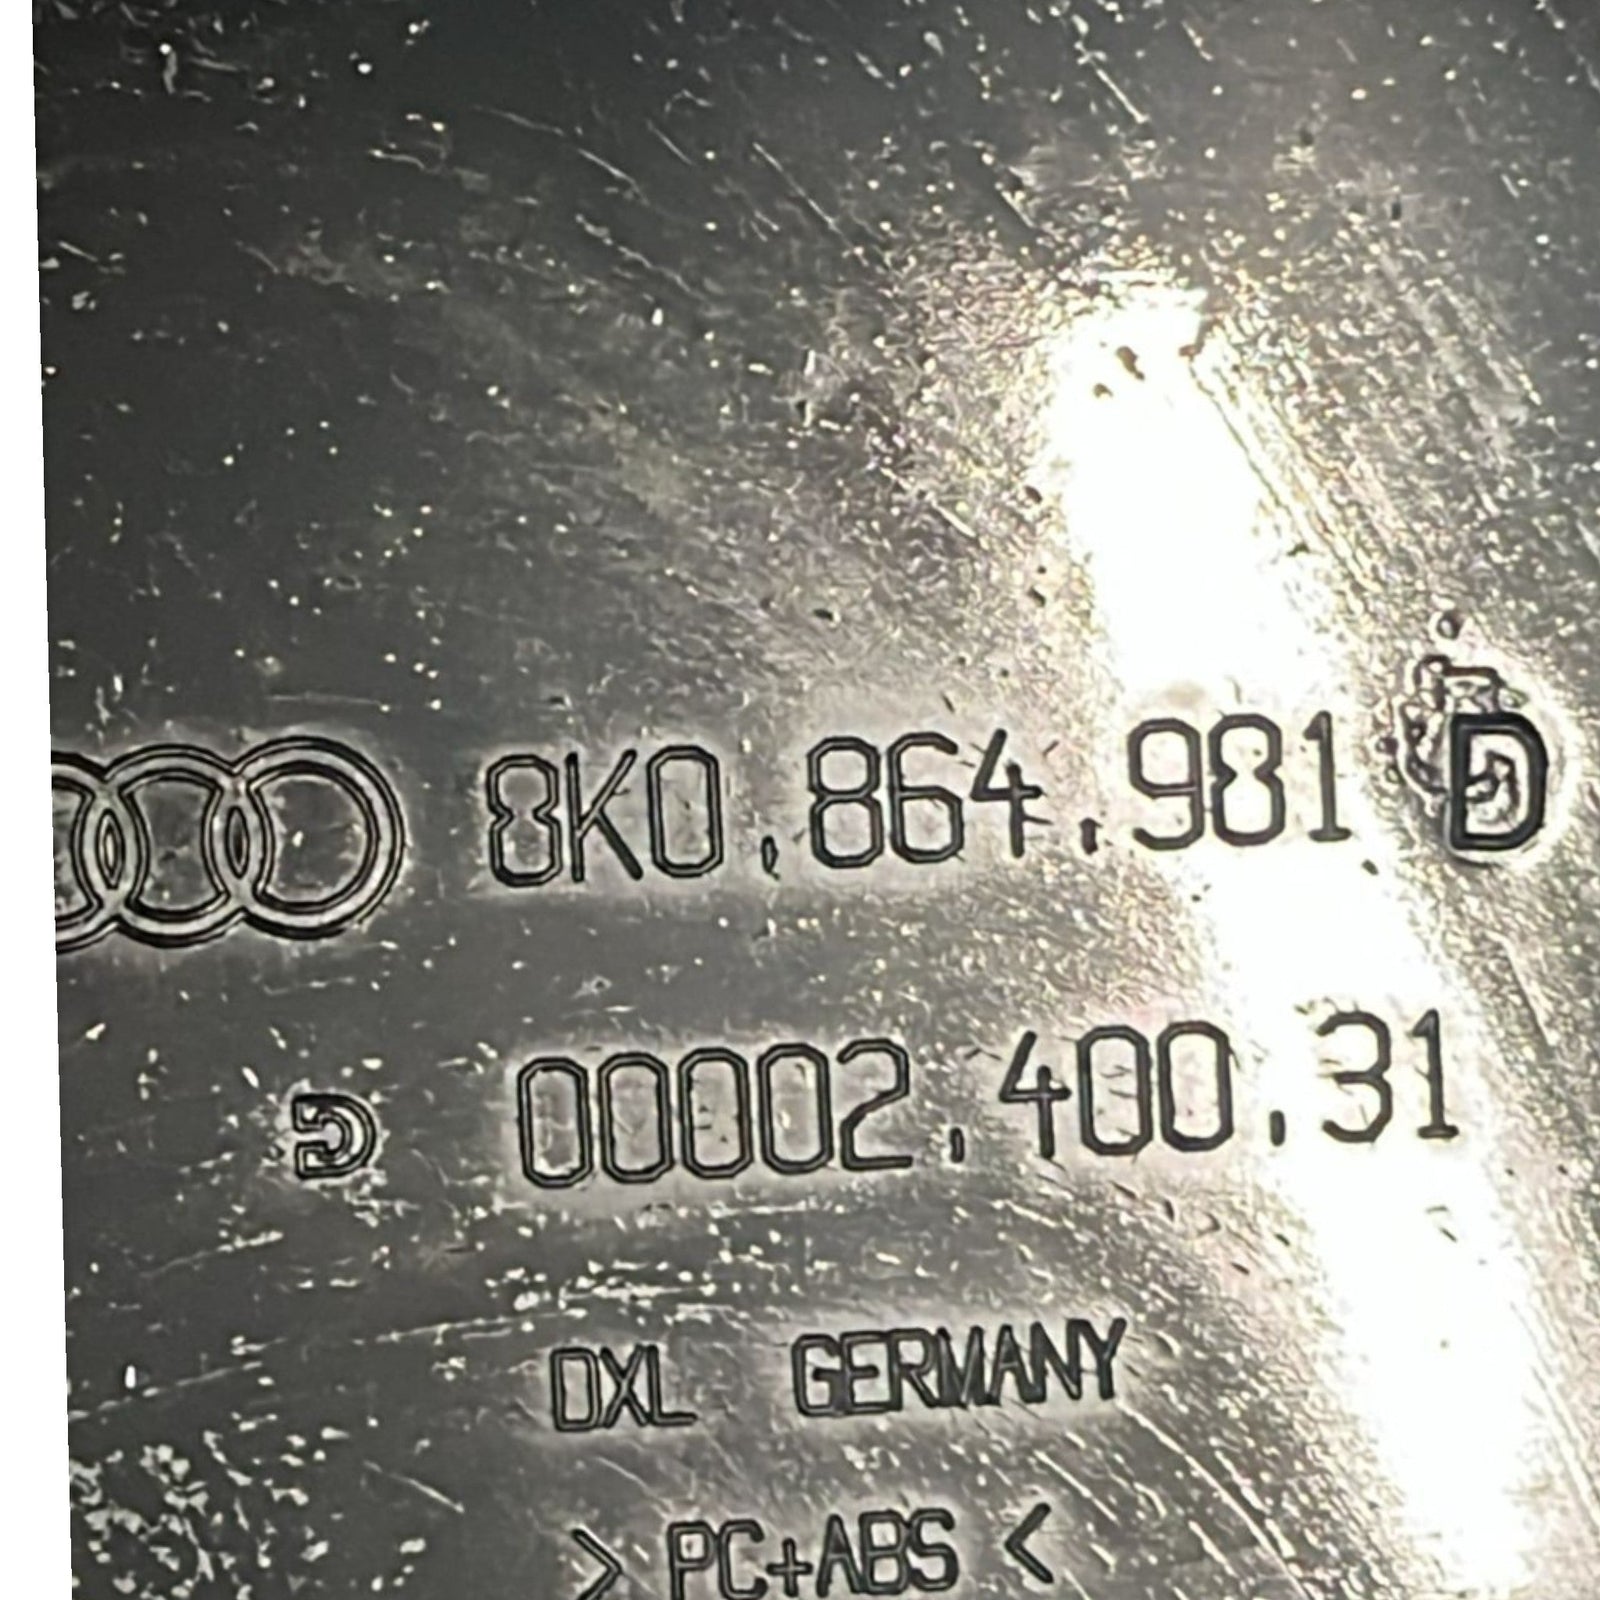 8K0.864.981 D
00002.400.31
DXL GERMANY
> PC+ABS <